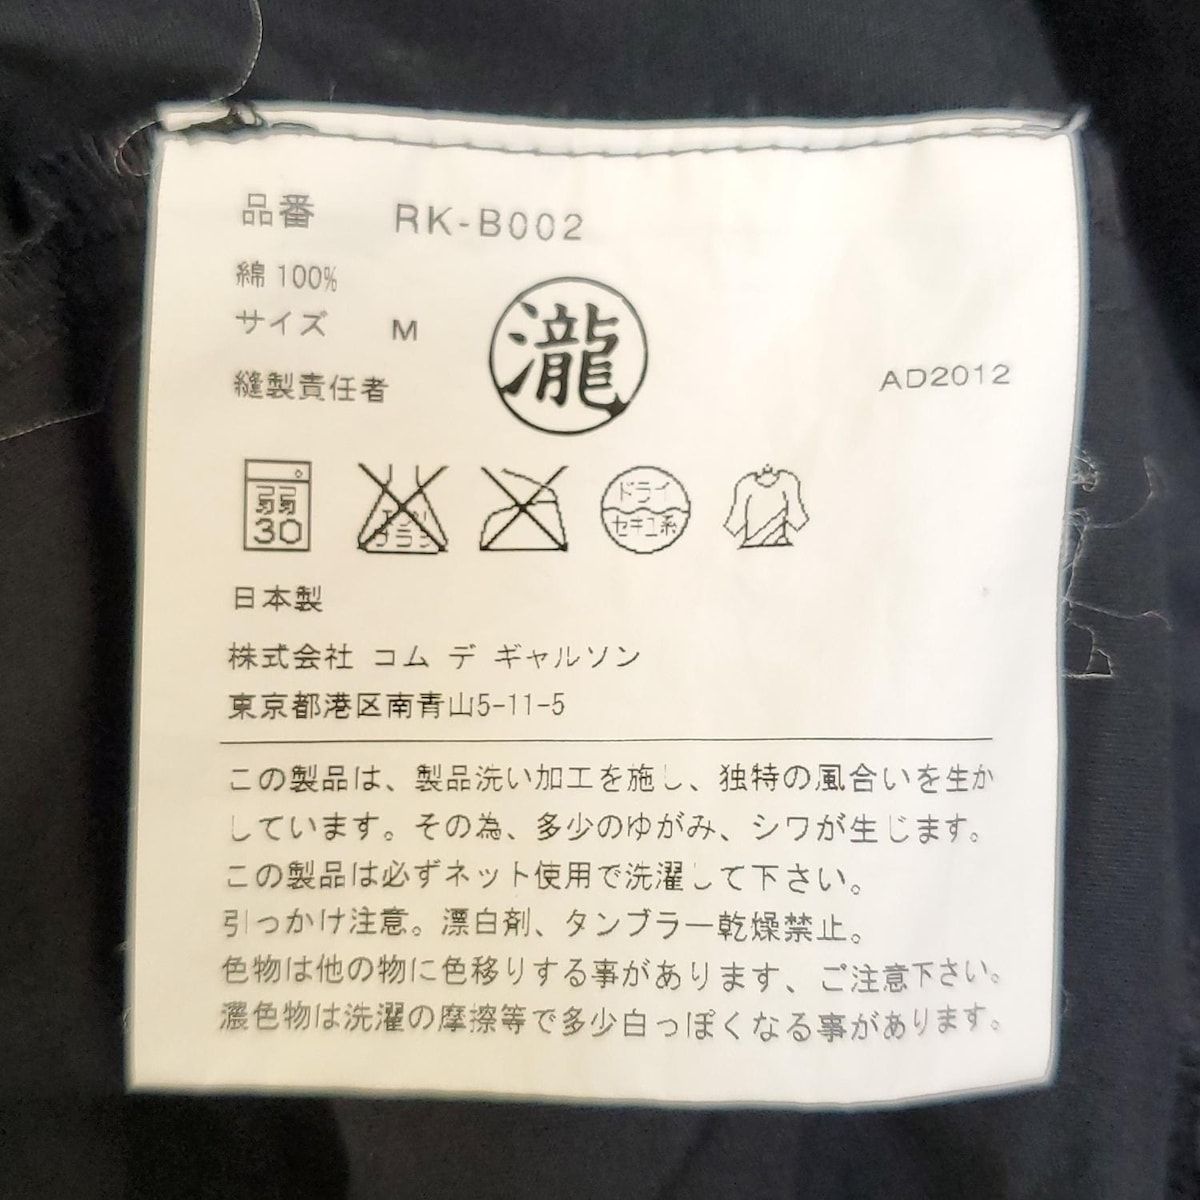 品番 RK-B002
綿 100%
サイズ M
縫製責任者 瀧
AD2012
弱 30
エンソ サラシ
ドライ セキユ系
日本製
株式会社 コム デ ギャルソン
東京都港区南青山5-11-5
この製品は、製品洗い加工を施し、独特の風合いを生か
しています。その為、多少のゆがみ、シワが生じます。
この製品は必ずネット使用で洗濯して下さい。
引っかけ注意。漂白剤、タンブラー乾燥禁止。
色物は他の物に色移りする事があります、ご注意下さい。
濃色物は洗濯の摩擦等で多少白っぽくなる事があります。